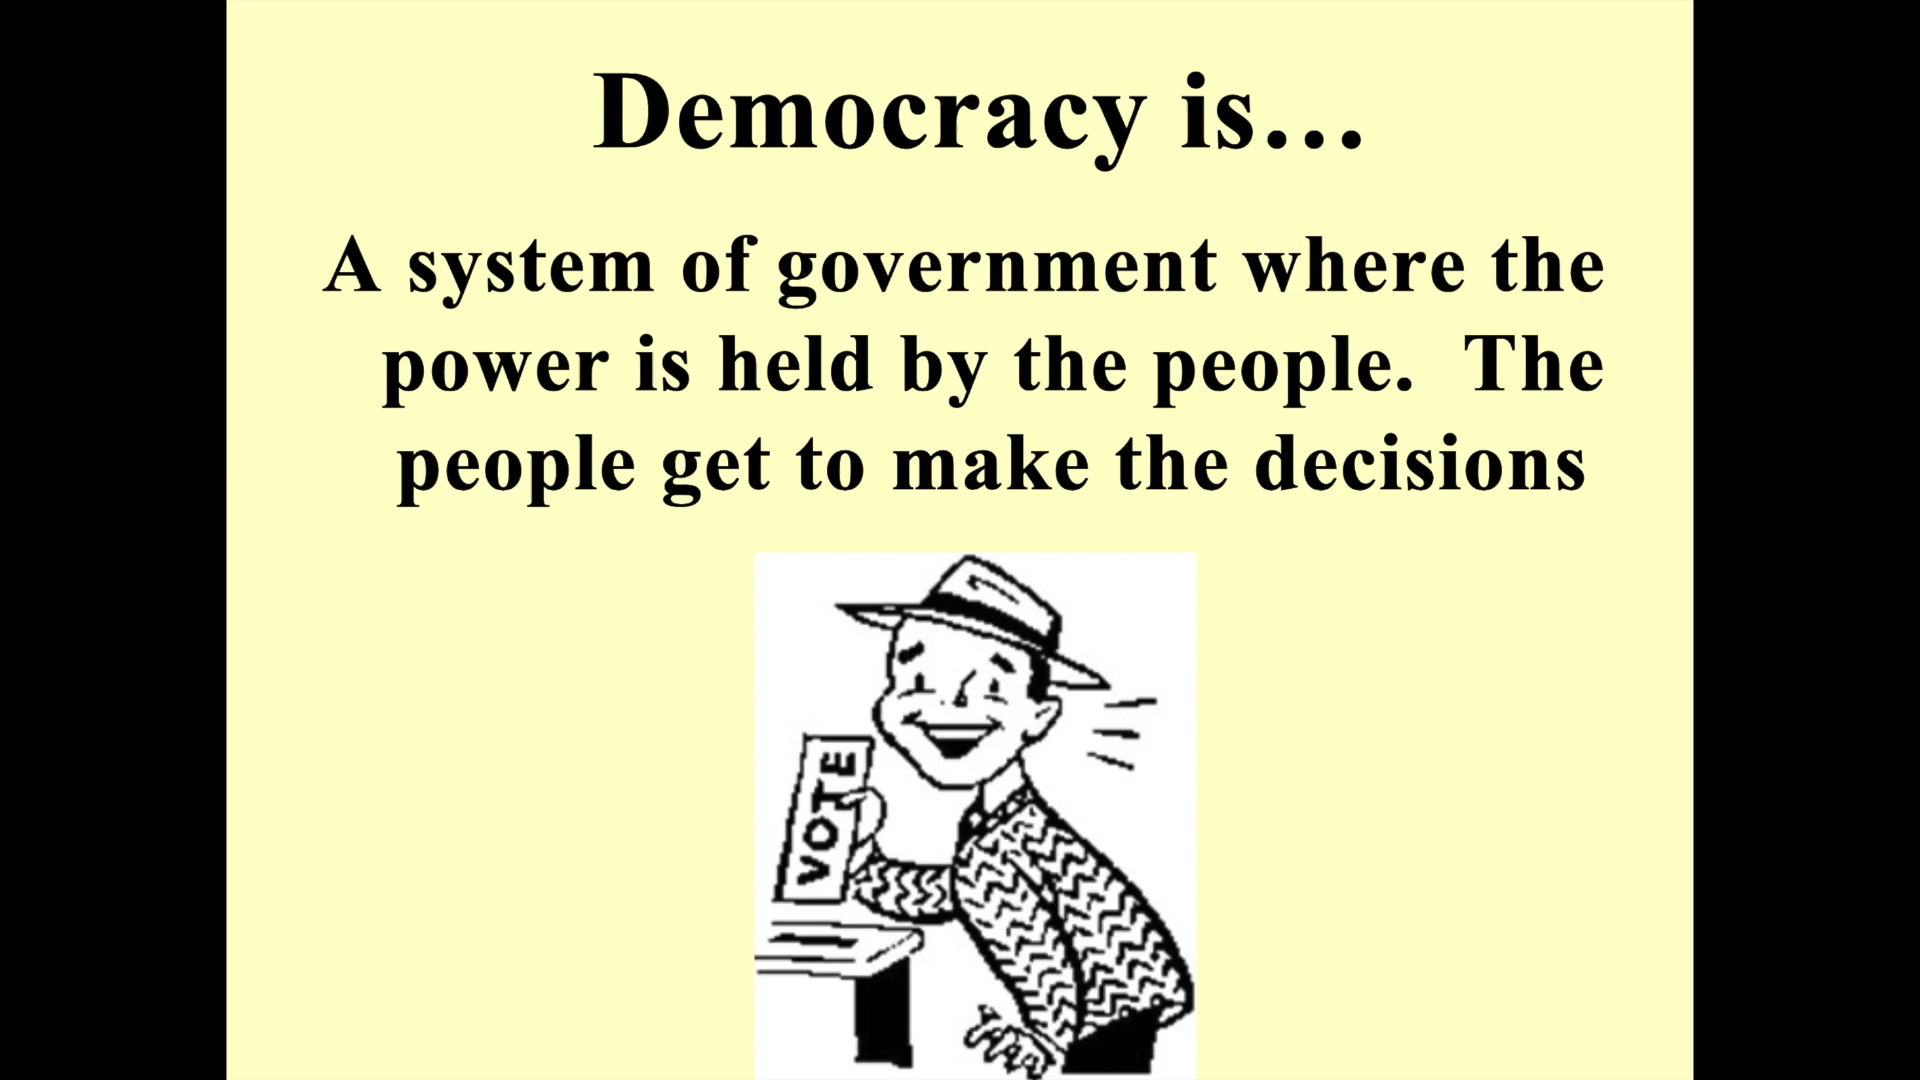 Democracy is…
A system of government where the
power is held by the people.  The
people get to make the decisions
VOTE